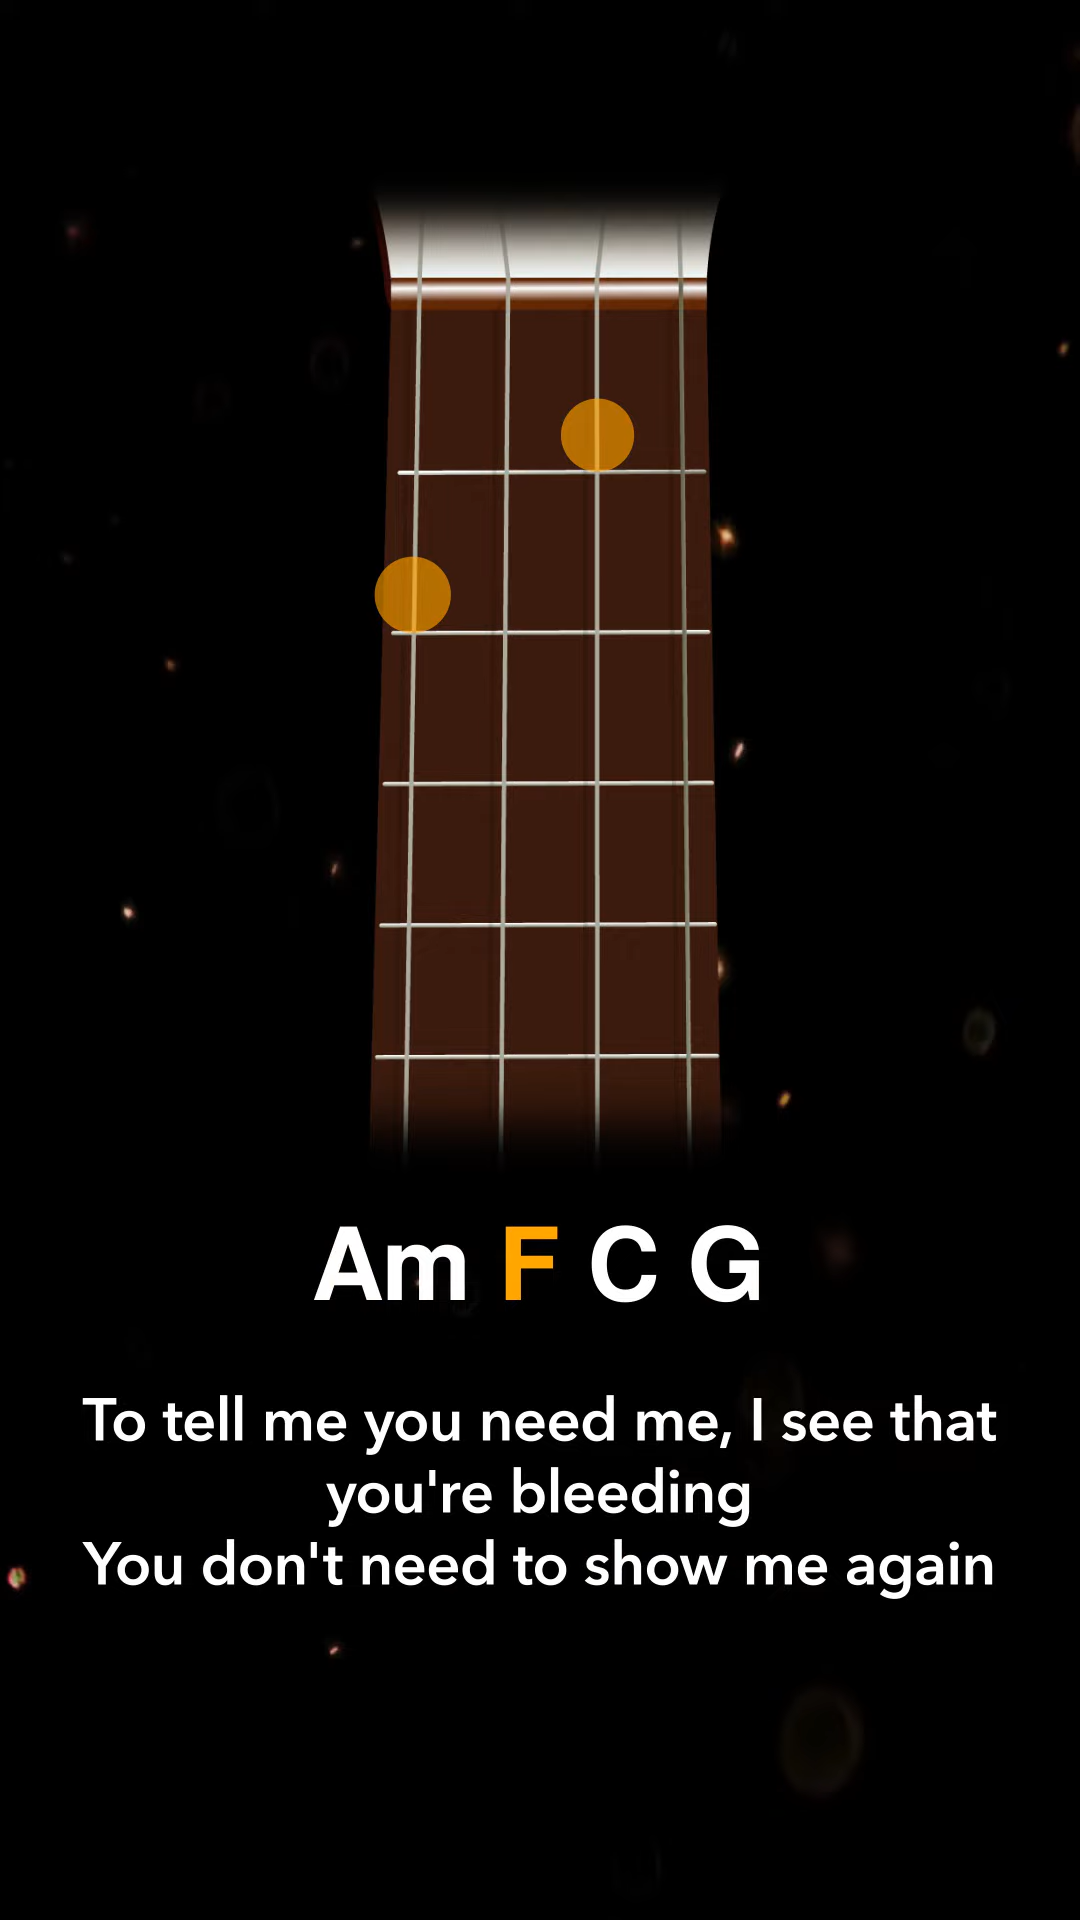 Am F C G
To tell me you need me, I see that
you're bleeding
You don't need to show me again